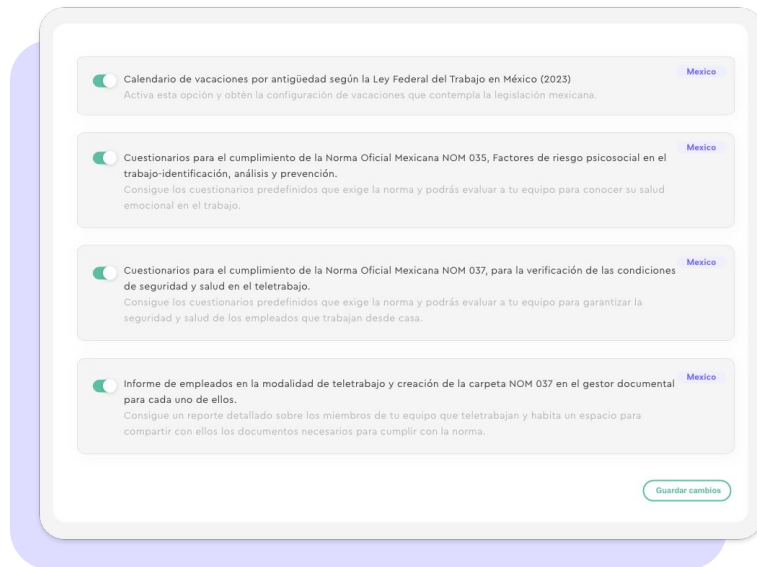 Mexico
Calendario de vacaciones por antigüedad según la Ley Federal del Trabajo en México (2023)
Activa esta opción y obtén la configuración de vacaciones que contempla la legislación mexicana.
Mexico
Cuestionarios para el cumplimiento de la Norma Oficial Mexicana NOM 035, Factores de riesgo psicosocial en el
trabajo-identificación, análisis y prevención.
Consigue los cuestionarios predefinidos que exige la norma y podrás evaluar a tu equipo para conocer su salud
emocional en el trabajo.
Mexico
Cuestionarios para el cumplimiento de la Norma Oficial Mexicana NOM 037, para la verificación de las condiciones
de seguridad y salud en el teletrabajo.
Consigue los cuestionarios predefinidos que exige la norma y podrás evaluar a tu equipo para garantizar la
seguridad y salud de los empleados que trabajan desde casa.
Mexico
Informe de empleados en la modalidad de teletrabajo y creación de la carpeta NOM 037 en el gestor documental
para cada uno de ellos.
Consigue un reporte detallado sobre los miembros de tu equipo que teletrabajan y habita un espacio para
compartir con ellos los documentos necesarios para cumplir con la norma.
Guardar cambios